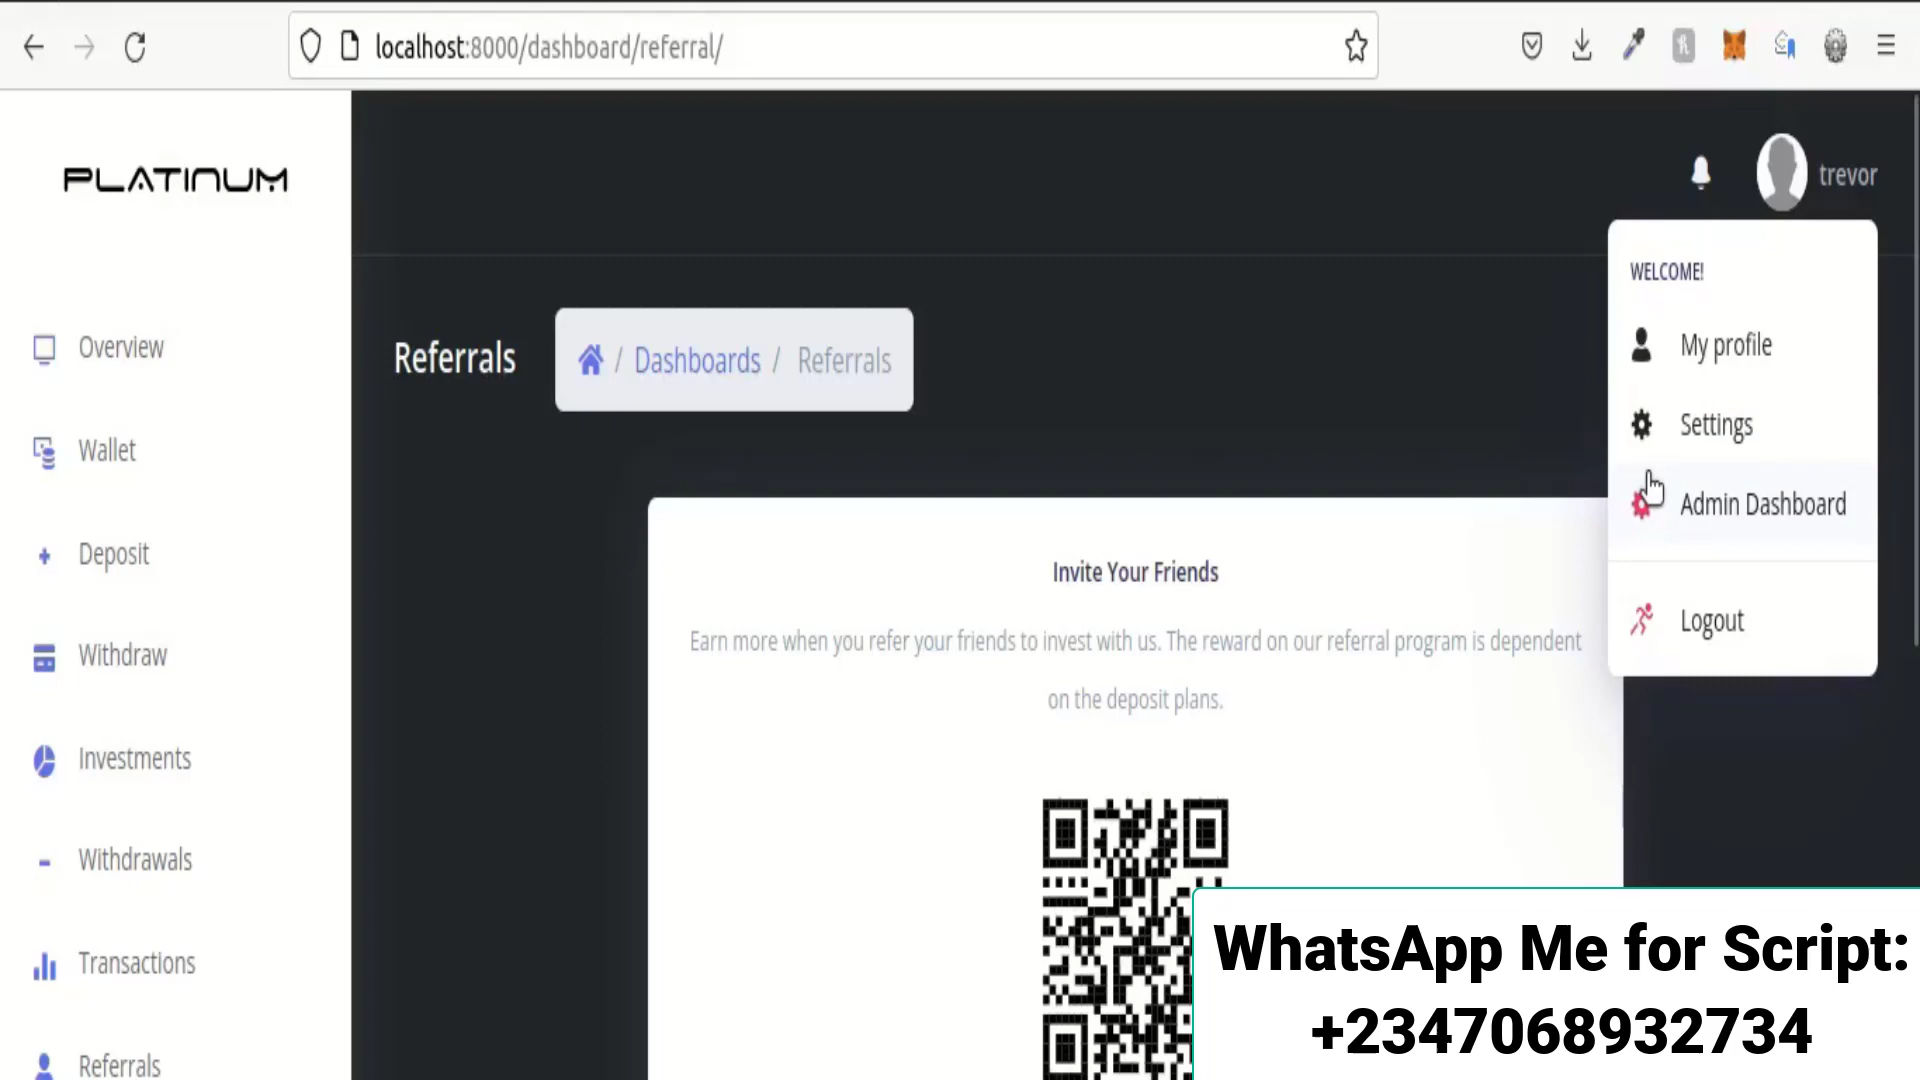 localhost:8000/dashboard/referral/
PLATINUM
trevor
WELCOME!
My profile
Settings
Admin Dashboard
Logout
Overview
Wallet
Deposit
Withdraw
Investments
Withdrawals
Transactions
Referrals
Referrals
/ Dashboards / Referrals
Invite Your Friends
Earn more when you refer your friends to invest with us. The reward on our referral program is dependent
on the deposit plans.
WhatsApp Me for Script:
+2347068932734